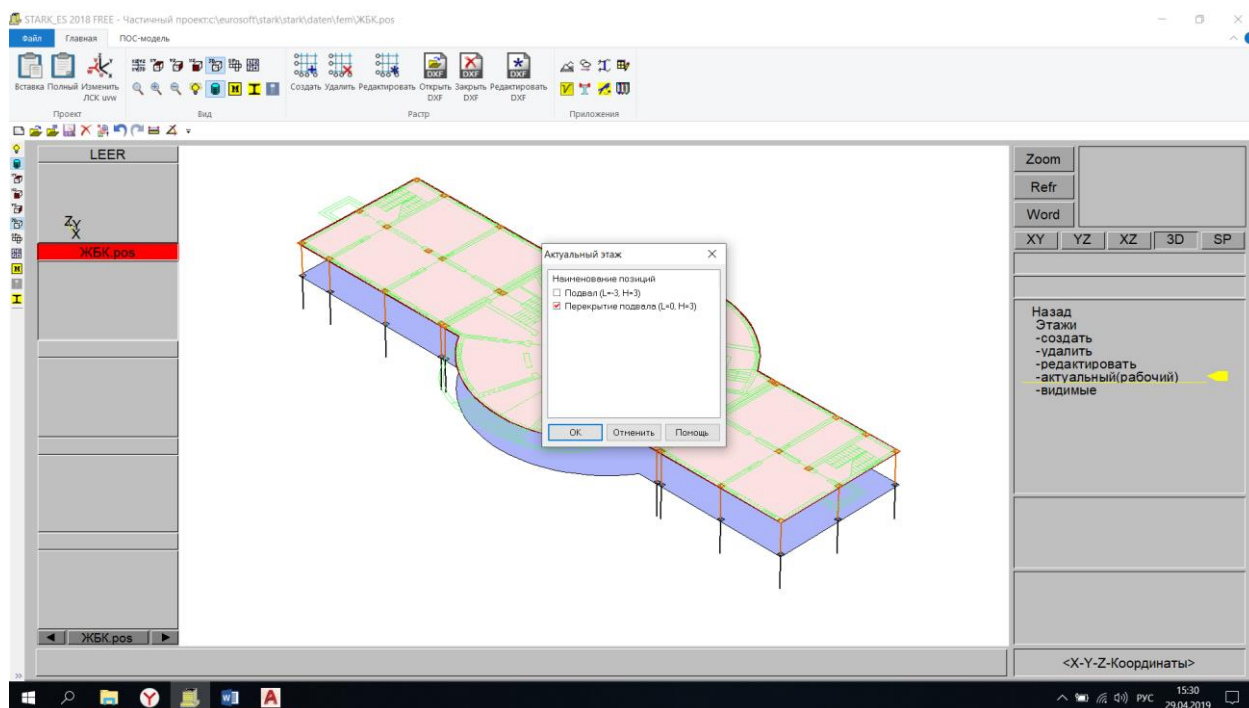 STARK_ES 2018 FREE - Частичный проект:c:\eurosoft\stark\stark\daten\fem\ЖБК.pos
Файл Главная ПОС-модель
Вставка Полный Изменить ЛСК uvw
Создать Удалить Редактировать Открыть DXF Закрыть DXF Редактировать DXF
Проект Вид Растр Приложения
LEER
Z Y
X
ЖБК.pos
ЖБК.pos
Актуальный этаж
Наименование позиций
Подвал (L=-3, H=3)
Перекрытие подвала (L=0, H=3)
OK Отменить Помощь
Zoom
Refr
Word
XY YZ XZ 3D SP
Назад
Этажи
-создать
-удалить
-редактировать
-актуальный(рабочий)
-видимые
<X-Y-Z-Координаты>
РУС 15:30
29.04.2019